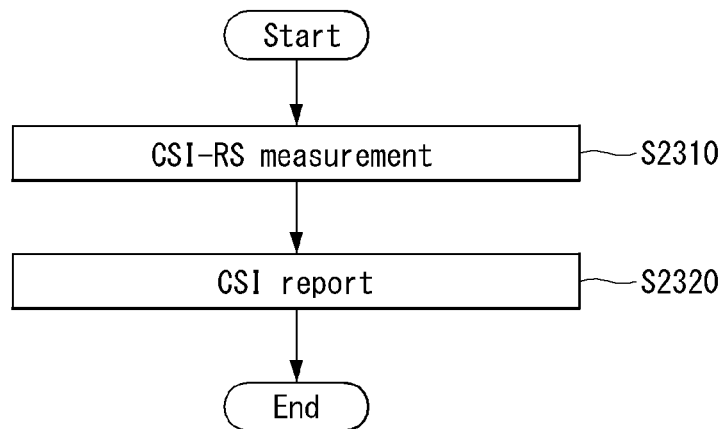 Start
CSI-RS measurement
S2310
CSI report
S2320
End